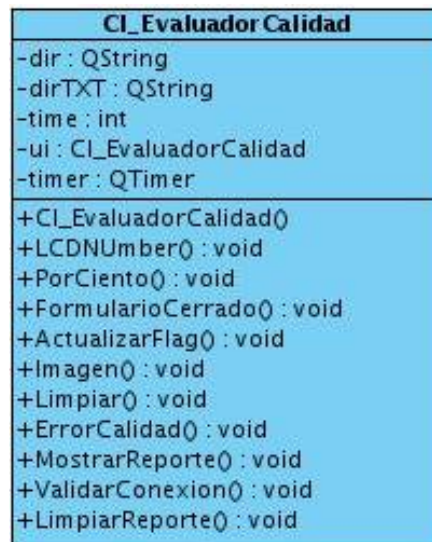 CI_EvaluadorCalidad
-dir : QString
-dirTXT : QString
-time : int
-ui : CI_EvaluadorCalidad
-timer : QTimer
+CI_EvaluadorCalidad()
+LCDNUmber() : void
+PorCiento() : void
+FormularioCerrado() : void
+ActualizarFlag() : void
+Imagen() : void
+Limpiar() : void
+ErrorCalidad() : void
+MostrarReporte() : void
+ValidarConexion() : void
+LimpiarReporte() : void